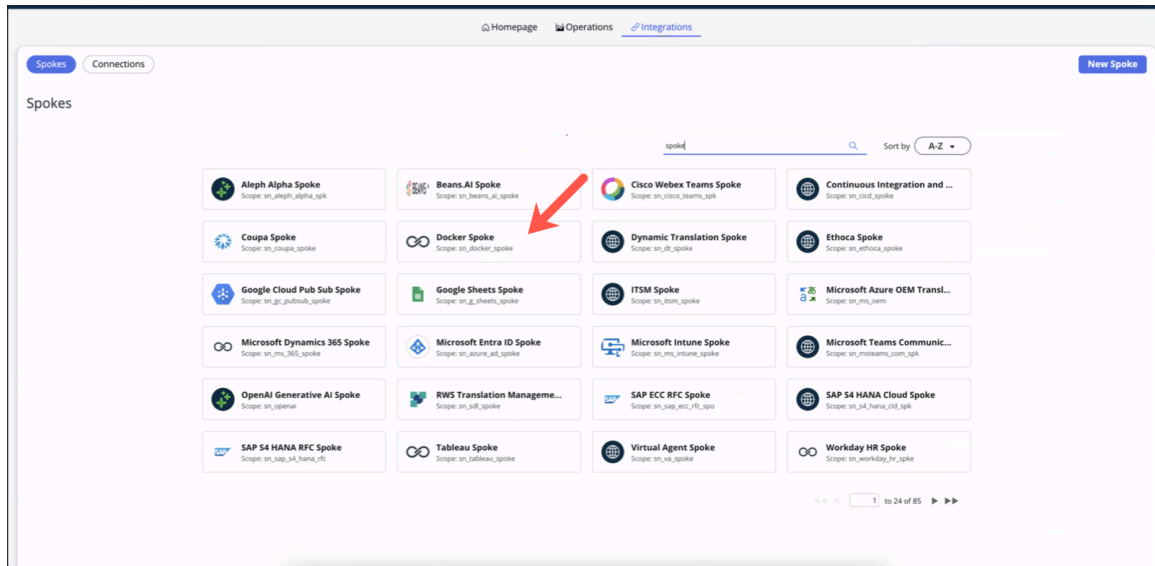 Homepage Operations Integrations
Spokes Connections New Spoke
Spokes
spoke Sort by A-Z
Aleph Alpha Spoke
Scope: sn_aleph_alpha_spk
BEANS.AI Beans.AI Spoke
Scope: sn_beans_ai_spoke
Cisco Webex Teams Spoke
Scope: sn_cisco_teams_spk
Continuous Integration and ...
Scope: sn_cicd_spoke
Coupa Spoke
Scope: sn_coupa_spoke
Docker Spoke
Scope: sn_docker_spoke
Dynamic Translation Spoke
Scope: sn_dt_spoke
Ethoca Spoke
Scope: sn_ethoca_spoke
Google Cloud Pub Sub Spoke
Scope: sn_gc_pubsub_spoke
Google Sheets Spoke
Scope: sn_g_sheets_spoke
ITSM Spoke
Scope: sn_itsm_spoke
Microsoft Azure OEM Transl...
Scope: sn_ms_oem
Microsoft Dynamics 365 Spoke
Scope: sn_ms_365_spoke
Microsoft Entra ID Spoke
Scope: sn_azure_ad_spoke
Microsoft Intune Spoke
Scope: sn_ms_intune_spoke
Microsoft Teams Communic...
Scope: sn_msteams_com_spk
OpenAI Generative AI Spoke
Scope: sn_openai
RWS Translation Manageme...
Scope: sn_sdl_spoke
SAP SAP ECC RFC Spoke
Scope: sn_sap_ecc_rfc_spo
SAP S4 HANA Cloud Spoke
Scope: sn_s4_hana_cld_spk
SAP SAP S4 HANA RFC Spoke
Scope: sn_sap_s4_hana_rfc
Tableau Spoke
Scope: sn_tableau_spoke
Virtual Agent Spoke
Scope: sn_va_spoke
Workday HR Spoke
Scope: sn_workday_hr_spke
1 to 24 of 85